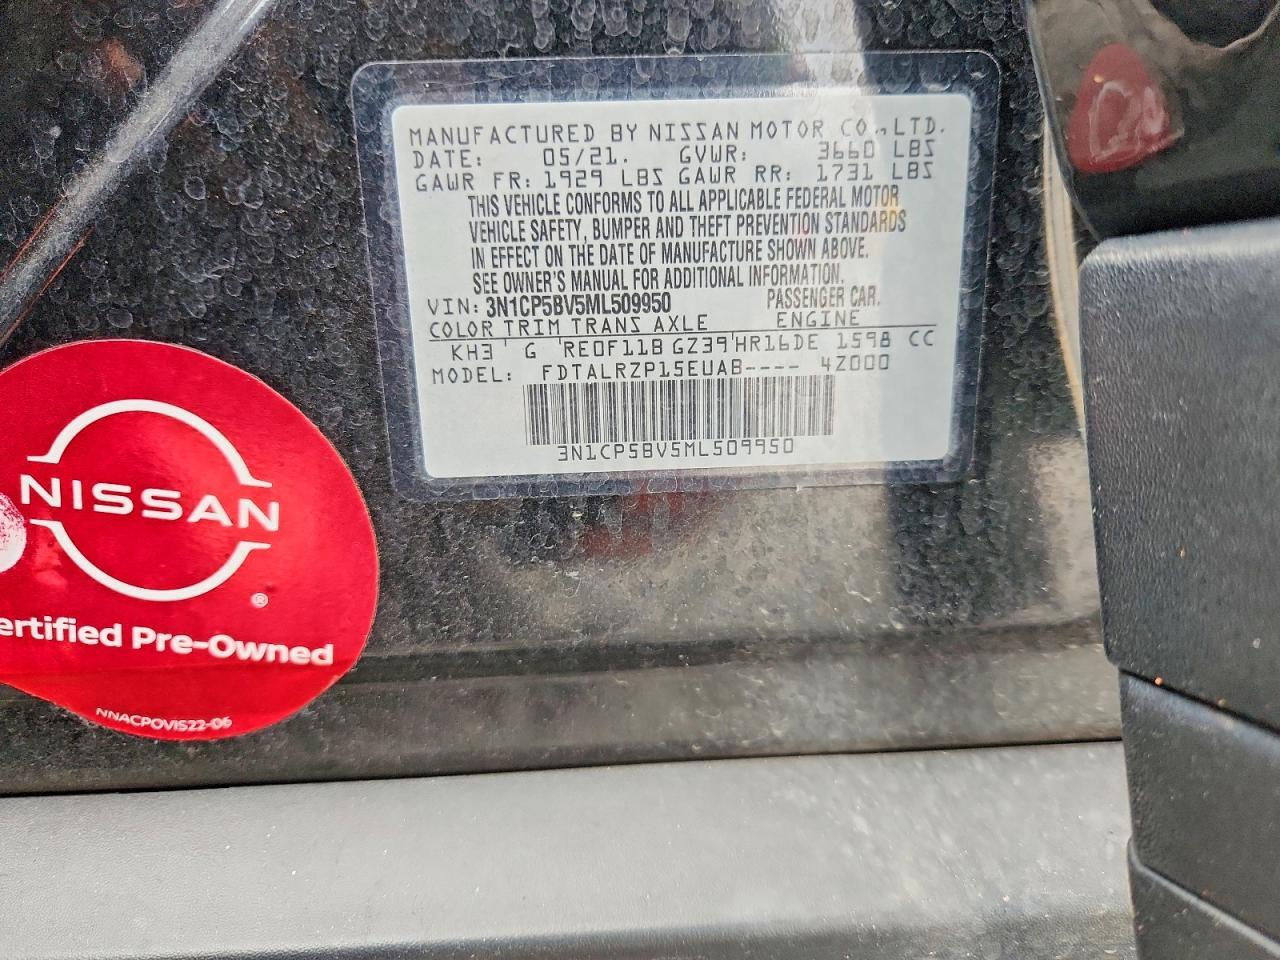 MANUFACTURED BY NISSAN MOTOR CO., LTD.
DATE: 05/21. GVWR: 3660 LBS
GAWR FR: 1929 LBS GAWR RR: 1731 LBS
THIS VEHICLE CONFORMS TO ALL APPLICABLE FEDERAL MOTOR
VEHICLE SAFETY, BUMPER AND THEFT PREVENTION STANDARDS
IN EFFECT ON THE DATE OF MANUFACTURE SHOWN ABOVE.
SEE OWNER'S MANUAL FOR ADDITIONAL INFORMATION.
VIN: 3N1CP5BV5ML509950 PASSENGER CAR.
COLOR TRIM TRANS AXLE ENGINE
KH3 ' G 'RE0F11B GZ39'HR16DE 1598 CC
MODEL: FDTALRZP15EUAB---- 4Z000
3N1CP5BV5ML509950
NISSAN
®
ertified Pre-Owned
NNACPOVIS22-06